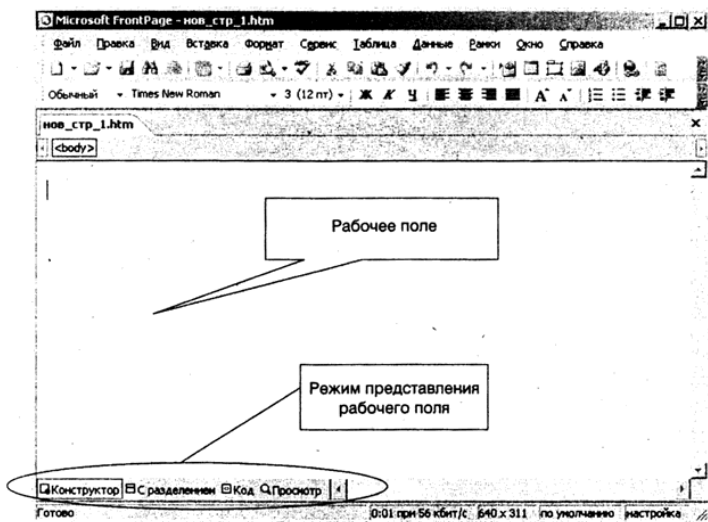 Microsoft FrontPage - нов_стр_1.htm
Файл Правка Вид Вставка Формат Сервис Таблица Данные Рамки Окно Справка
Обычный Times New Roman 3 (12 пт) Ж К Ч A A
нов_стр_1.htm
<body>
Рабочее поле
Режим представления
рабочего поля
Конструктор С разделением Код Просмотр
Готово 0:01 при 56 кбит/с 640 x 311 по умолчанию настройка